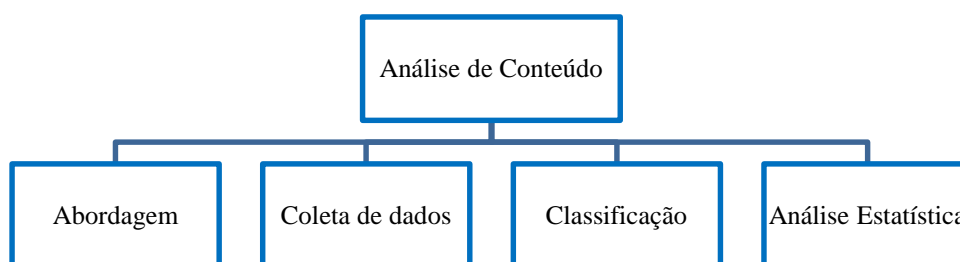 Análise de Conteúdo
Abordagem
Coleta de dados
Classificação
Análise Estatística